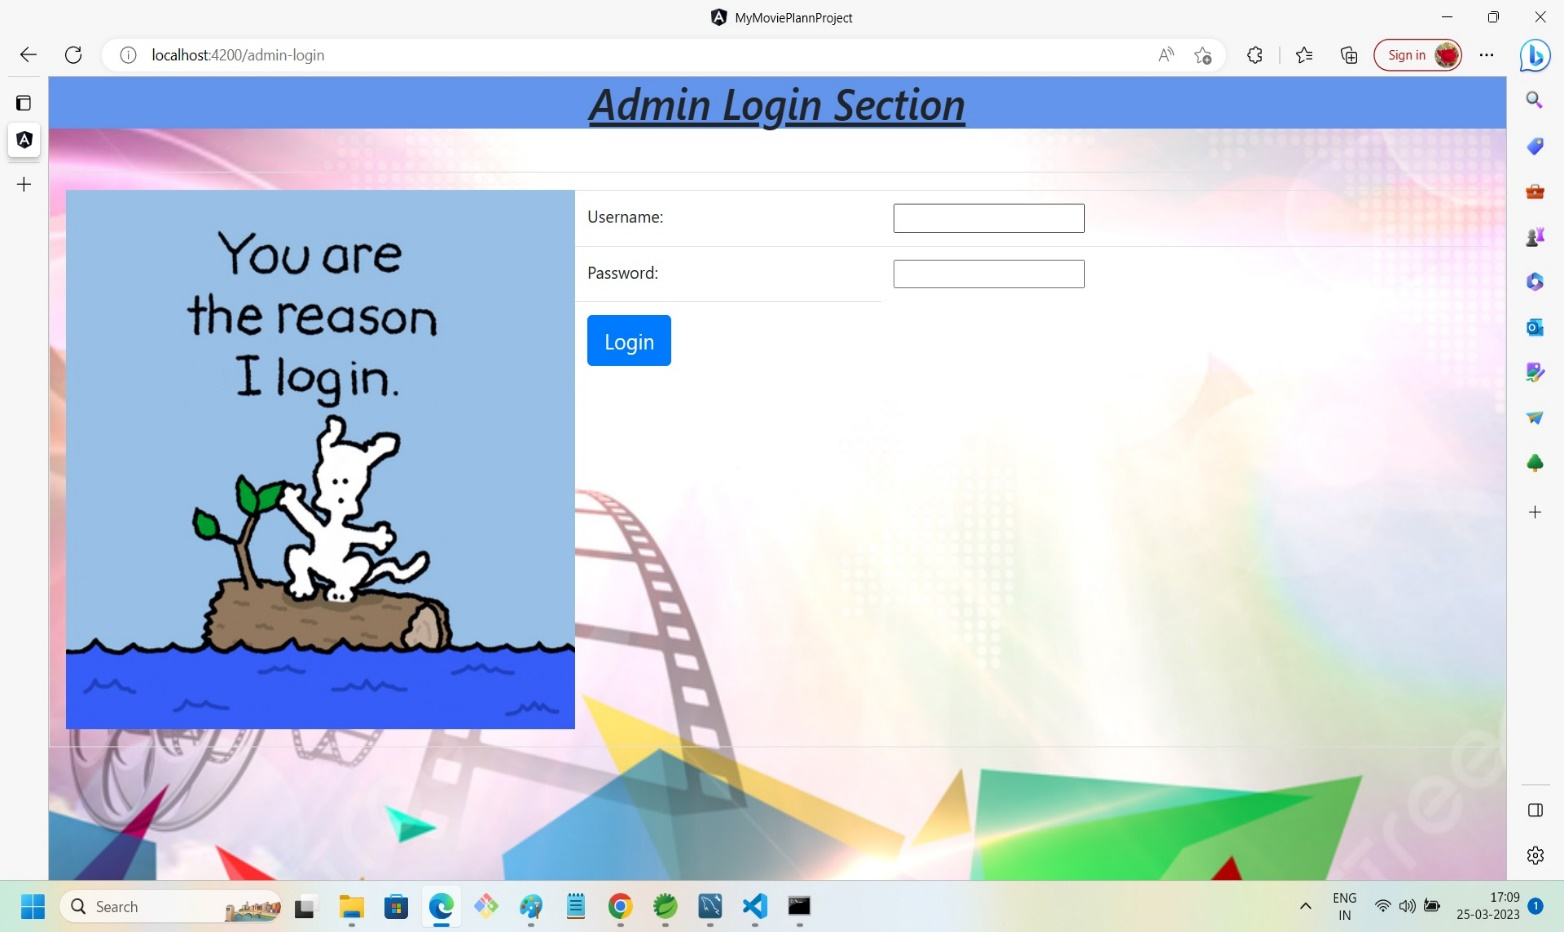 MyMoviePlannProject
localhost:4200/admin-login
Sign in
Admin Login Section
You are
the reason
I login.
Username:
Password:
Login
Tree
Search
ENG
IN
17:09
25-03-2023
1